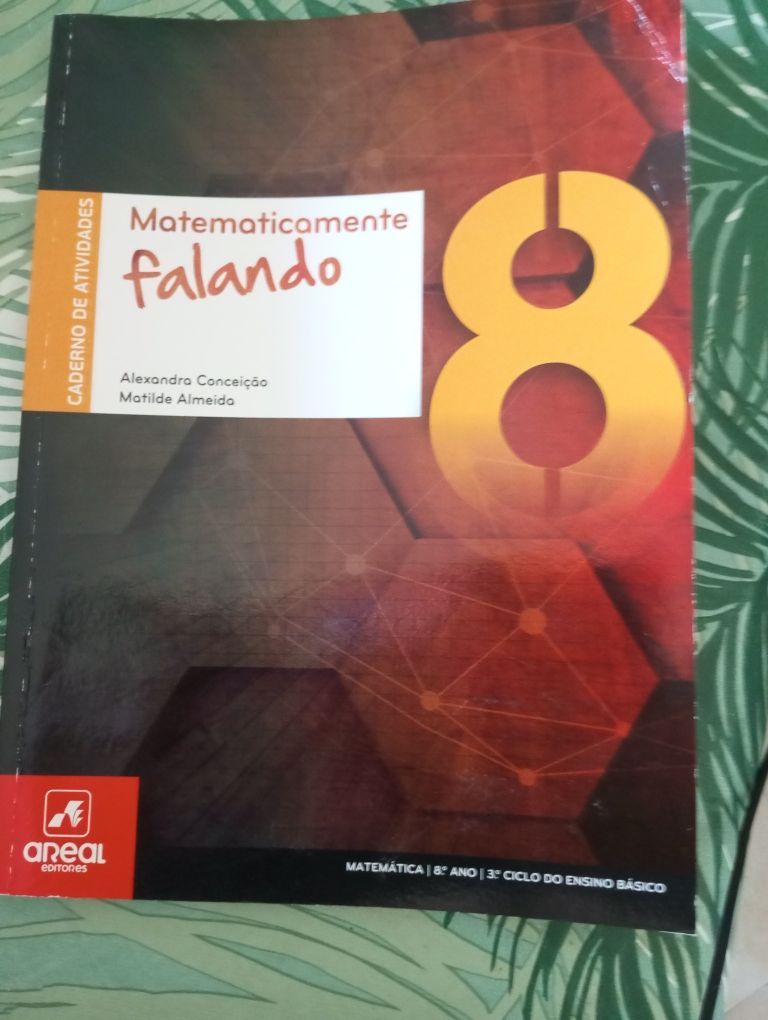 CADERNO DE ATIVIDADES
Matematicamente
falando
8
Alexandra Conceição
Matilde Almeida
AREAL
EDITORES
MATEMÁTICA | 8.º ANO | 3.º CICLO DO ENSINO BÁSICO